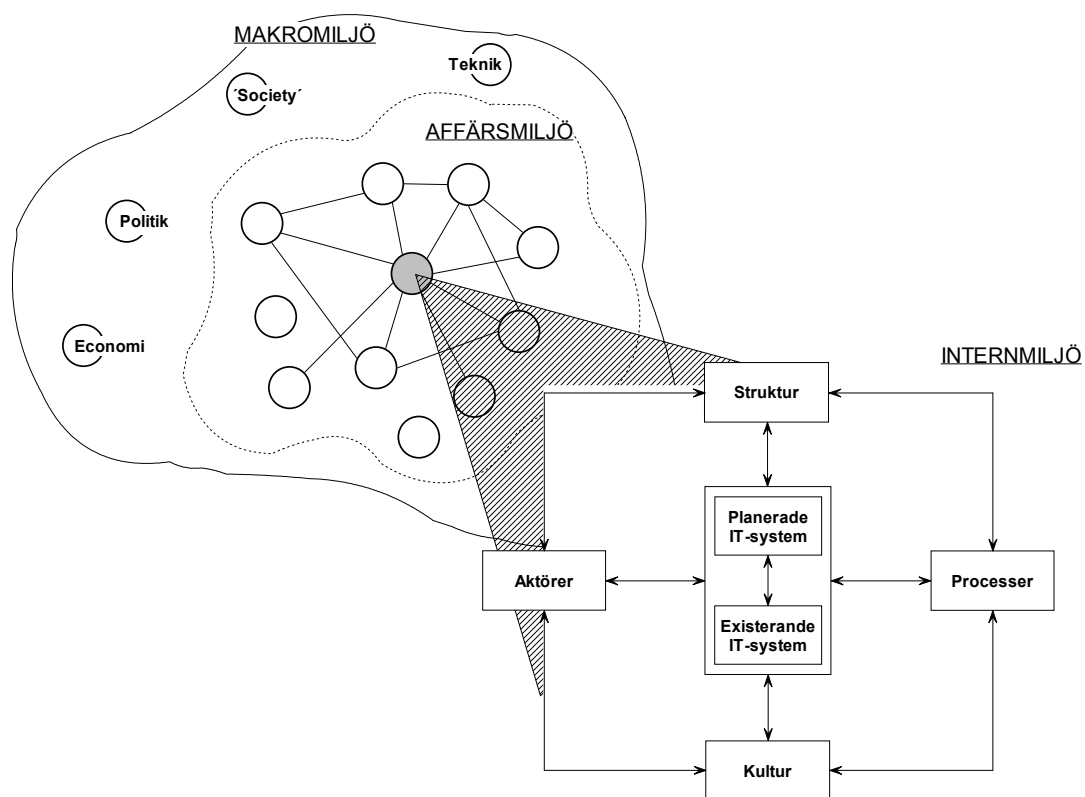 MAKROMILJÖ
Teknik
´Society´
AFFÄRSMILJÖ
Politik
Economi
INTERNMILJÖ
Struktur
Planerade
IT-system
Aktörer
Processer
Existerande
IT-system
Kultur